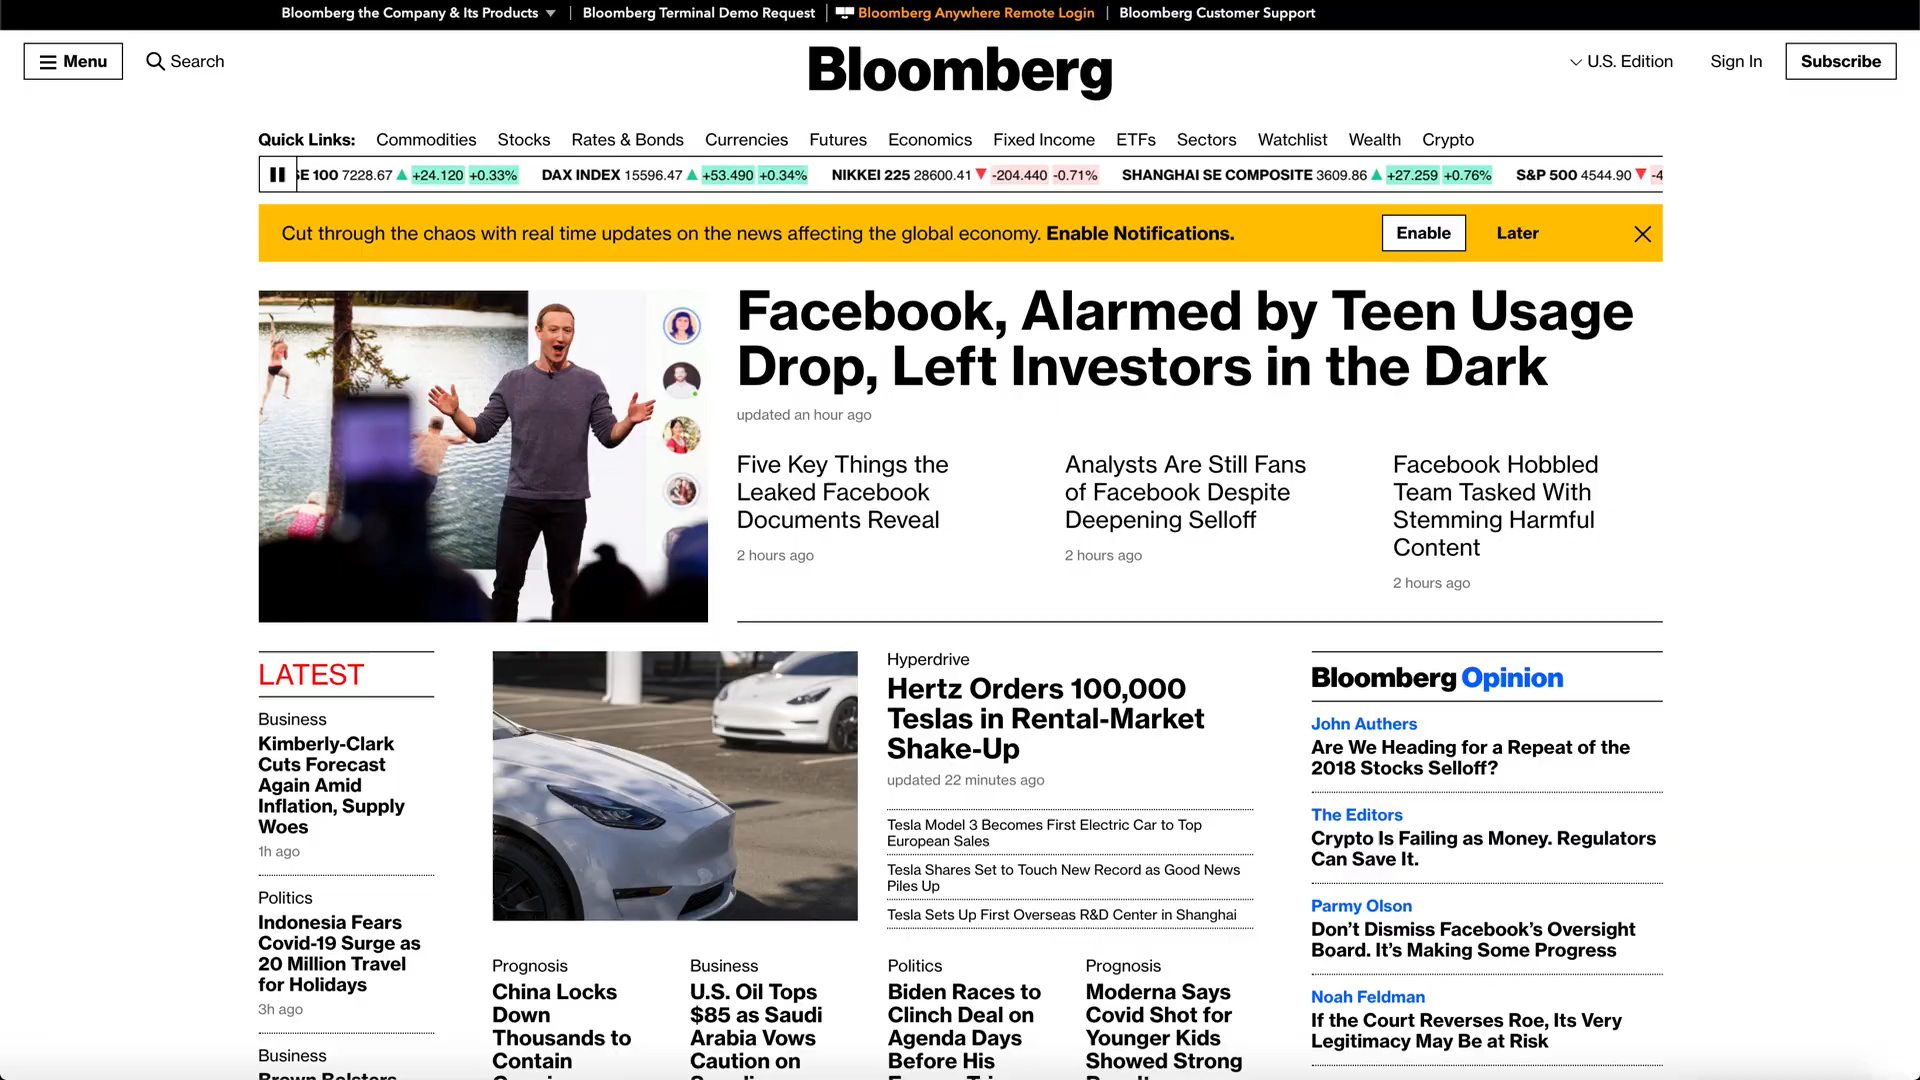 Bloomberg the Company & Its Products
Bloomberg Terminal Demo Request
Bloomberg Anywhere Remote Login
Bloomberg Customer Support
Menu
Search
Bloomberg
U.S. Edition
Sign In
Subscribe
Quick Links: Commodities Stocks Rates & Bonds Currencies Futures Economics Fixed Income ETFs Sectors Watchlist Wealth Crypto
E 100 7228.67 +24.120 +0.33% DAX INDEX 15596.47 +53.490 +0.34% NIKKEI 225 28600.41 -204.440 -0.71% SHANGHAI SE COMPOSITE 3609.86 +27.259 +0.76% S&P 500 4544.90 -4
Cut through the chaos with real time updates on the news affecting the global economy. Enable Notifications.
Enable
Later
Facebook, Alarmed by Teen Usage
Drop, Left Investors in the Dark
updated an hour ago
Five Key Things the
Leaked Facebook
Documents Reveal
2 hours ago
Analysts Are Still Fans
of Facebook Despite
Deepening Selloff
2 hours ago
Facebook Hobbled
Team Tasked With
Stemming Harmful
Content
2 hours ago
LATEST
Business
Kimberly-Clark
Cuts Forecast
Again Amid
Inflation, Supply
Woes
1h ago
Politics
Indonesia Fears
Covid-19 Surge as
20 Million Travel
for Holidays
3h ago
Business
Hyperdrive
Hertz Orders 100,000
Teslas in Rental-Market
Shake-Up
updated 22 minutes ago
Tesla Model 3 Becomes First Electric Car to Top
European Sales
Tesla Shares Set to Touch New Record as Good News
Piles Up
Tesla Sets Up First Overseas R&D Center in Shanghai
Prognosis
China Locks
Down
Thousands to
Contain
Business
U.S. Oil Tops
$85 as Saudi
Arabia Vows
Caution on
Politics
Biden Races to
Clinch Deal on
Agenda Days
Before His
Prognosis
Moderna Says
Covid Shot for
Younger Kids
Showed Strong
Bloomberg Opinion
John Authers
Are We Heading for a Repeat of the
2018 Stocks Selloff?
The Editors
Crypto Is Failing as Money. Regulators
Can Save It.
Parmy Olson
Don't Dismiss Facebook's Oversight
Board. It's Making Some Progress
Noah Feldman
If the Court Reverses Roe, Its Very
Legitimacy May Be at Risk